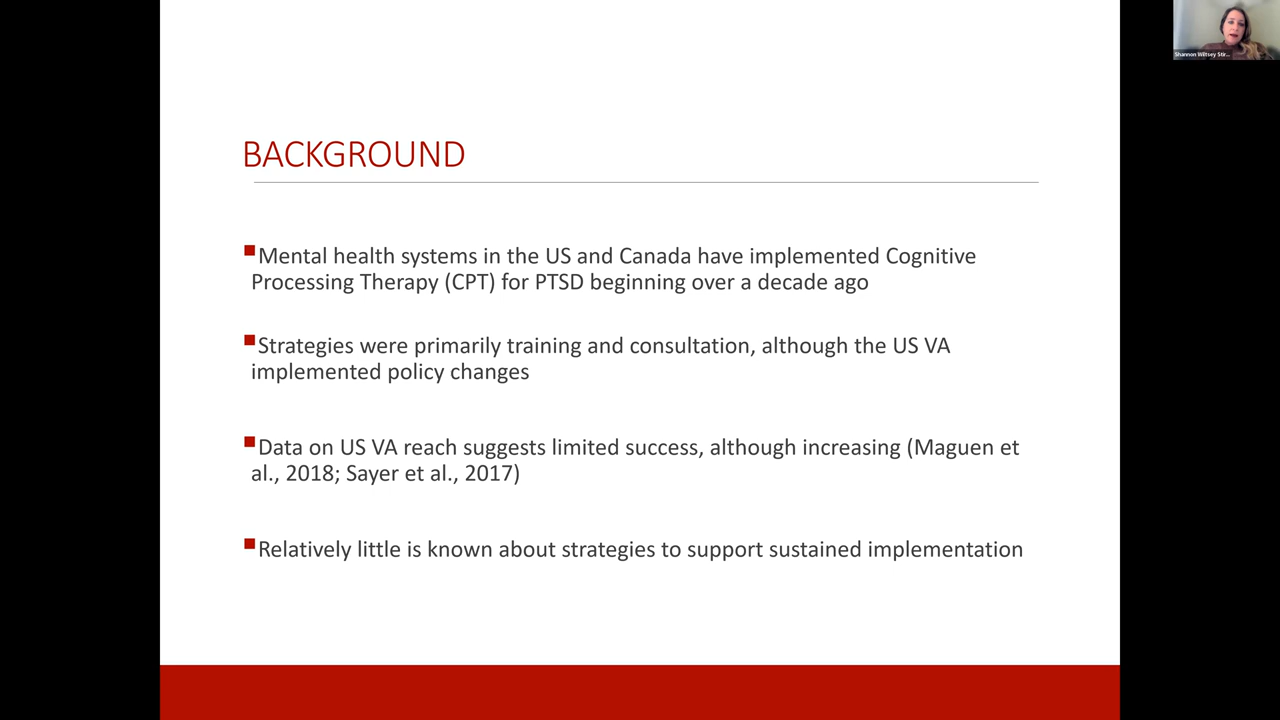 Shannon Wiltsey Stir...
BACKGROUND
Mental health systems in the US and Canada have implemented Cognitive
Processing Therapy (CPT) for PTSD beginning over a decade ago
Strategies were primarily training and consultation, although the US VA
implemented policy changes
Data on US VA reach suggests limited success, although increasing (Maguen et
al., 2018; Sayer et al., 2017)
Relatively little is known about strategies to support sustained implementation